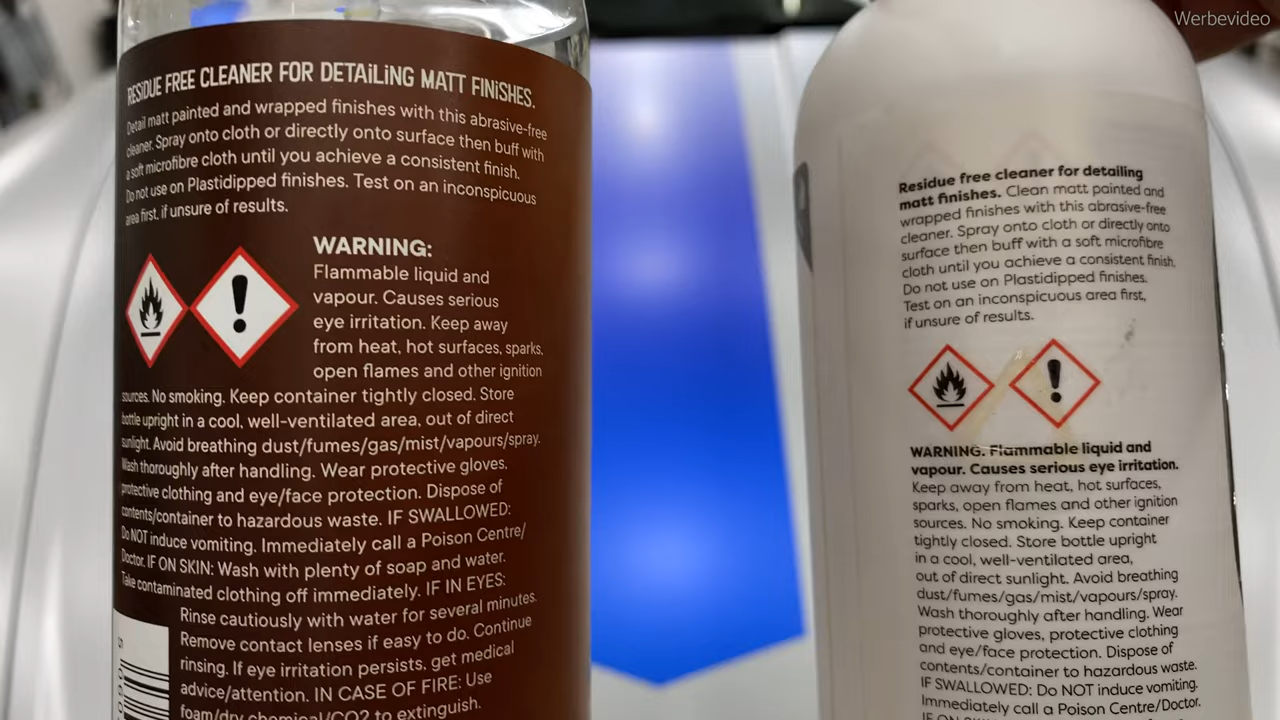 Werbevideo
RESIDUE FREE CLEANER FOR DETAILING MATT FINISHES.
Detail matt painted and wrapped finishes with this abrasive-free
cleaner. Spray onto cloth or directly onto surface then buff with
a soft microfibre cloth until you achieve a consistent finish.
Do not use on Plastidipped finishes. Test on an inconspicuous
area first, if unsure of results.
WARNING:
Flammable liquid and
vapour. Causes serious
eye irritation. Keep away
from heat, hot surfaces, sparks,
open flames and other ignition
sources. No smoking. Keep container tightly closed. Store
bottle upright in a cool, well-ventilated area, out of direct
sunlight. Avoid breathing dust/fumes/gas/mist/vapours/spray.
Wash thoroughly after handling. Wear protective gloves,
protective clothing and eye/face protection. Dispose of
contents/container to hazardous waste. IF SWALLOWED:
Do NOT induce vomiting. Immediately call a Poison Centre/
Doctor. IF ON SKIN: Wash with plenty of soap and water.
Take contaminated clothing off immediately. IF IN EYES:
Rinse cautiously with water for several minutes.
Remove contact lenses if easy to do. Continue
rinsing. If eye irritation persists, get medical
advice/attention. IN CASE OF FIRE: Use
foam/dry chemical/CO2 to extinguish.
Residue free cleaner for detailing
matt finishes. Clean matt painted and
wrapped finishes with this abrasive-free
cleaner. Spray onto cloth or directly onto
surface then buff with a soft microfibre
cloth until you achieve a consistent finish.
Do not use on Plastidipped finishes.
Test on an inconspicuous area first,
if unsure of results.
WARNING. Flammable liquid and
vapour. Causes serious eye irritation.
Keep away from heat, hot surfaces,
sparks, open flames and other ignition
sources. No smoking. Keep container
tightly closed. Store bottle upright
in a cool, well-ventilated area,
out of direct sunlight. Avoid breathing
dust/fumes/gas/mist/vapours/spray.
Wash thoroughly after handling. Wear
protective gloves, protective clothing
and eye/face protection. Dispose of
contents/container to hazardous waste.
IF SWALLOWED: Do NOT induce vomiting.
Immediately call a Poison Centre/Doctor.